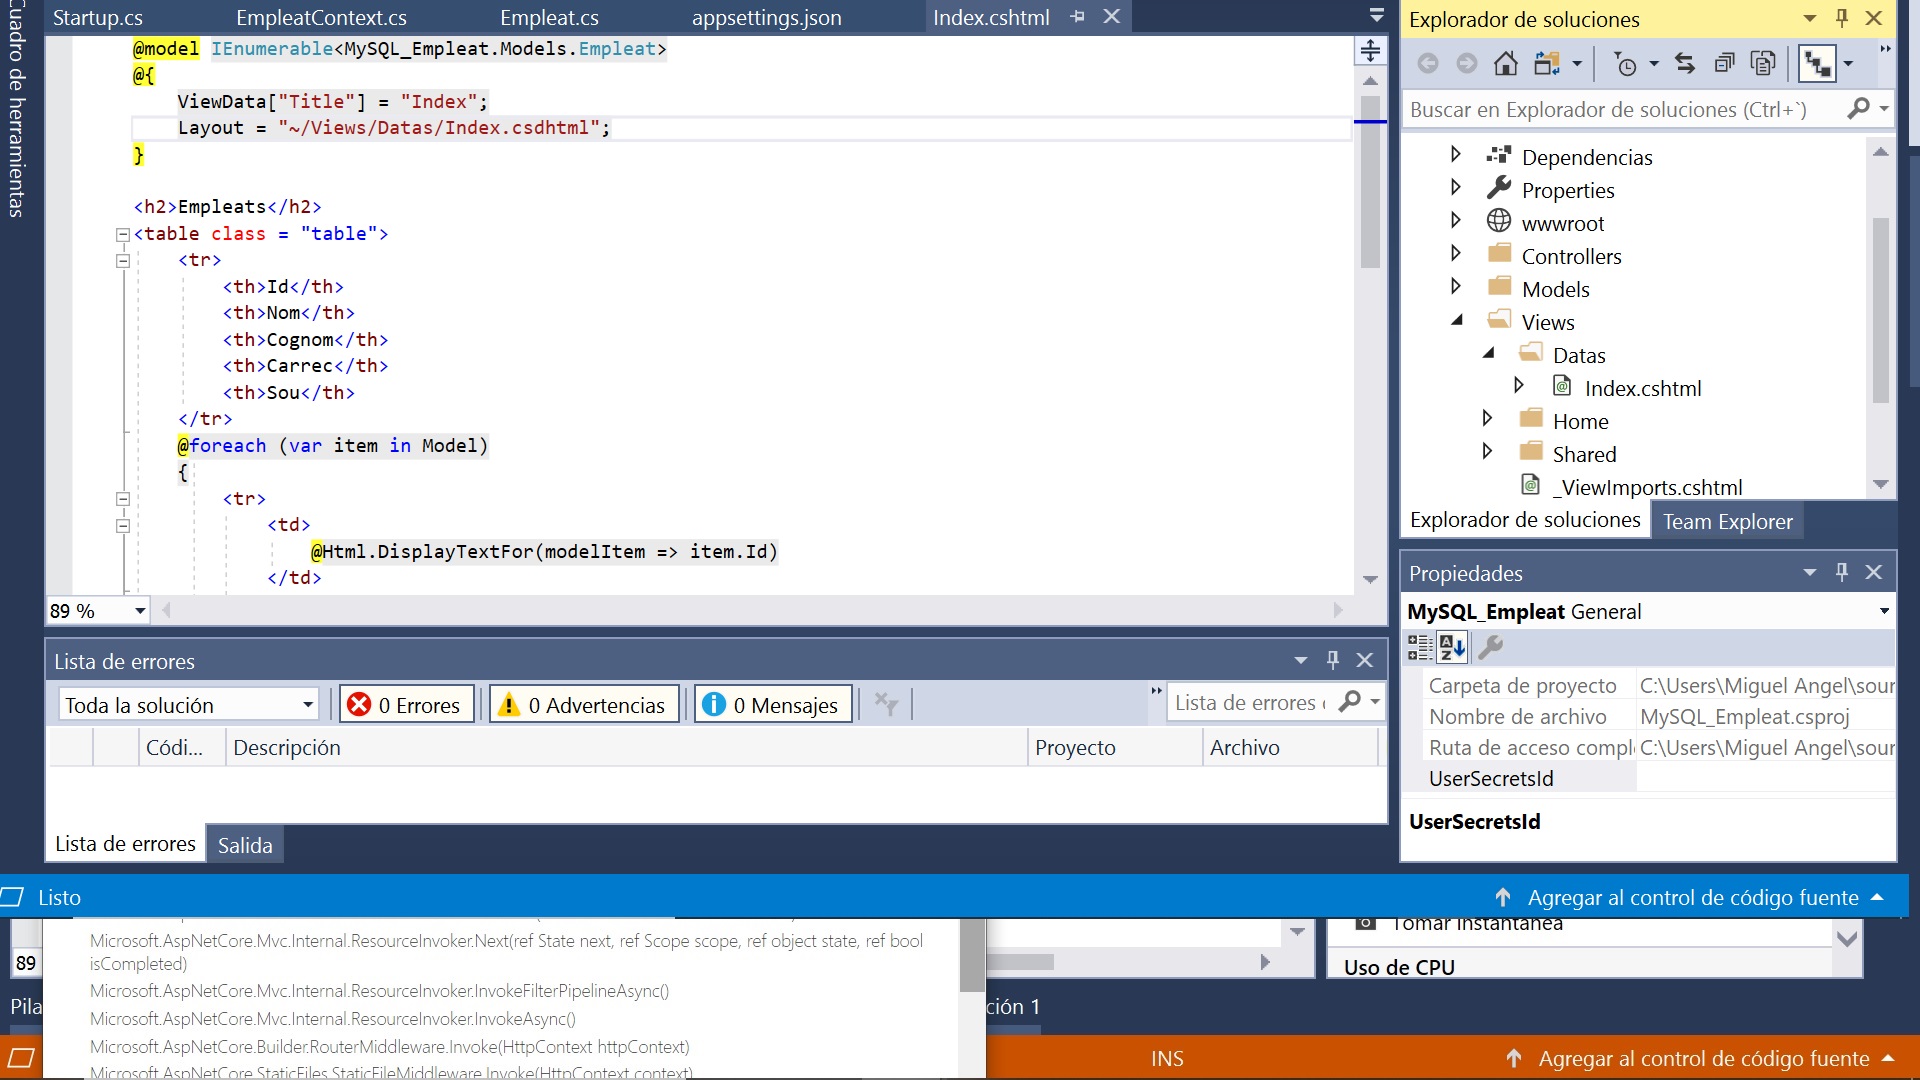 Startup.cs
EmpleatContext.cs
Empleat.cs
appsettings.json
Index.cshtml
Cuadro de herramientas
@model IEnumerable<MySQL_Empleat.Models.Empleat>
@{
ViewData["Title"] = "Index";
Layout = "~/Views/Datas/Index.csdhtml";
}
<h2>Empleats</h2>
<table class = "table">
<tr>
<th>Id</th>
<th>Nom</th>
<th>Cognom</th>
<th>Carrec</th>
<th>Sou</th>
</tr>
@foreach (var item in Model)
{
<tr>
<td>
@Html.DisplayTextFor(modelItem => item.Id)
</td>
89 %
Explorador de soluciones
Buscar en Explorador de soluciones (Ctrl+`)
Dependencias
Properties
wwwroot
Controllers
Models
Views
Datas
Index.cshtml
Home
Shared
_ViewImports.cshtml
Explorador de soluciones
Team Explorer
Propiedades
MySQL_Empleat General
Carpeta de proyecto C:\Users\Miguel Angel\sour
Nombre de archivo MySQL_Empleat.csproj
Ruta de acceso compl C:\Users\Miguel Angel\sour
UserSecretsId
UserSecretsId
Lista de errores
Toda la solución
0 Errores
0 Advertencias
0 Mensajes
Lista de errores
Códi...
Descripción
Proyecto
Archivo
Lista de errores
Salida
Listo
Agregar al control de código fuente
Microsoft.AspNetCore.Mvc.Internal.ResourceInvoker.Next(ref State next, ref Scope scope, ref object state, ref bool
isCompleted)
Microsoft.AspNetCore.Mvc.Internal.ResourceInvoker.InvokeFilterPipelineAsync()
Microsoft.AspNetCore.Mvc.Internal.ResourceInvoker.InvokeAsync()
Microsoft.AspNetCore.Builder.RouterMiddleware.Invoke(HttpContext httpContext)
Microsoft.AspNetCore.StaticFiles.StaticFileMiddleware.Invoke(HttpContext context)
89
Pila
ción 1
Tomar instantánea
Uso de CPU
INS
Agregar al control de código fuente